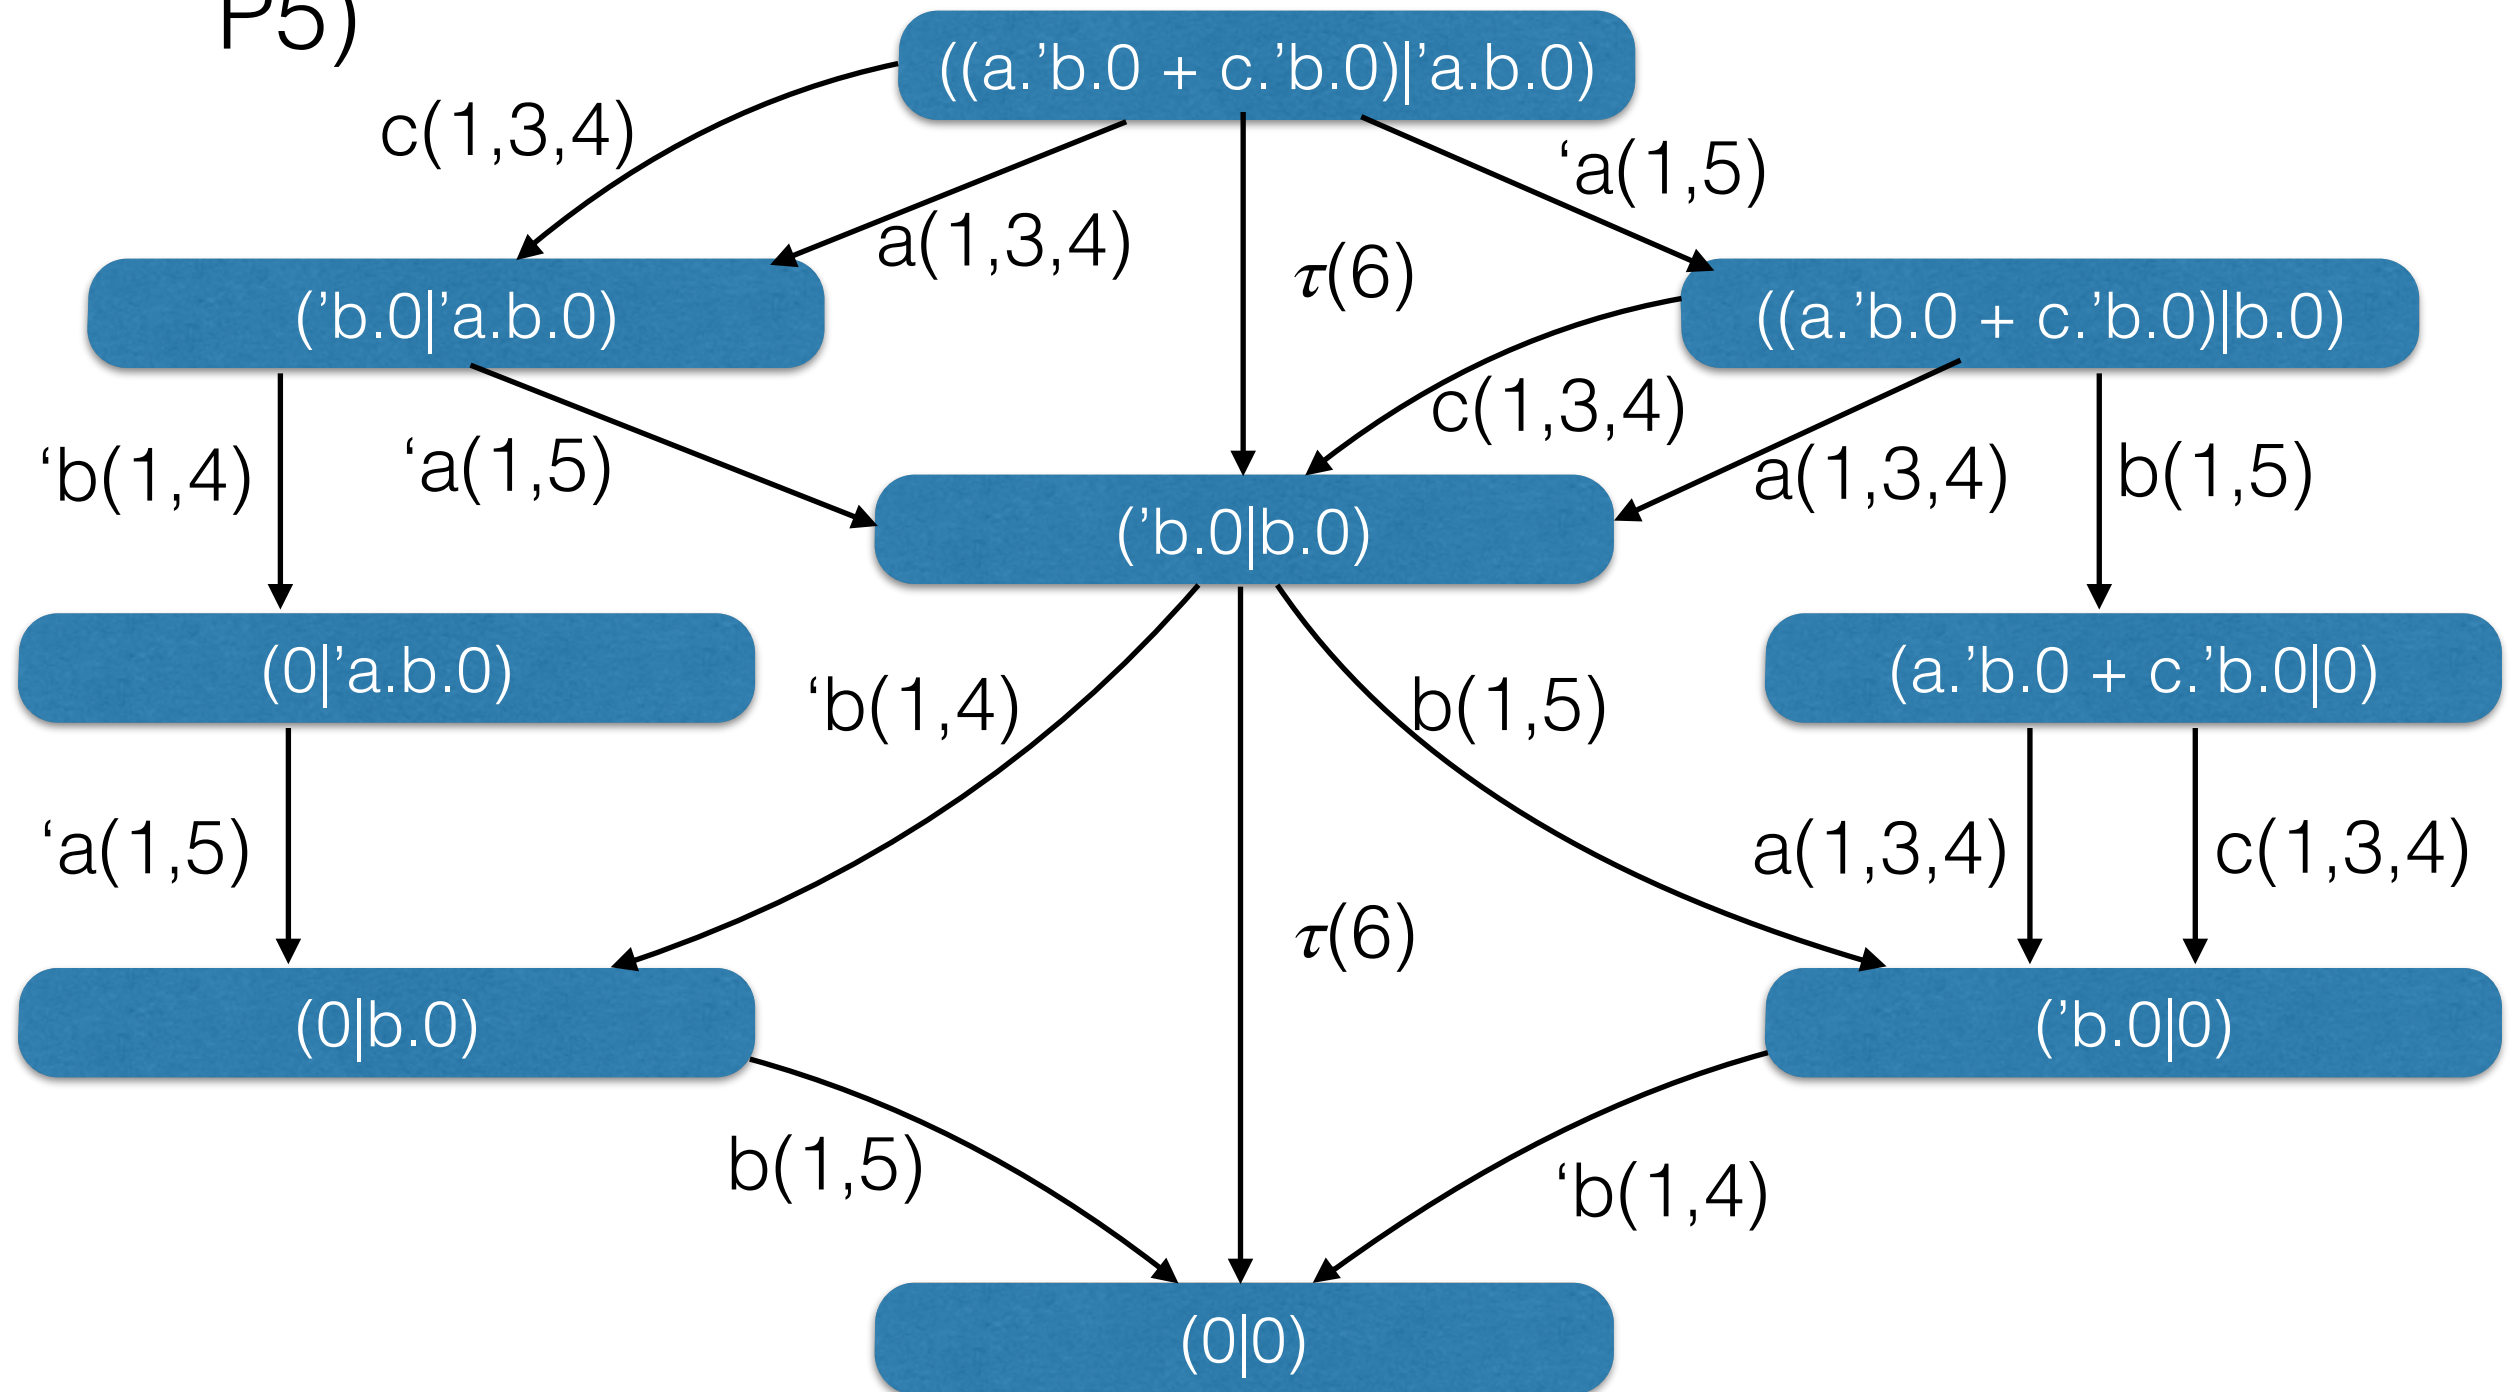 P5)
((a.’b.0 + c.’b.0)|’a.b.0)
c(1,3,4)
‘a(1,5)
a(1,3,4)
τ(6)
(’b.0|’a.b.0)
((a.’b.0 + c.’b.0)|b.0)
c(1,3,4)
‘b(1,4)
‘a(1,5)
a(1,3,4)
b(1,5)
(’b.0|b.0)
(0|’a.b.0)
(a.’b.0 + c.’b.0|0)
‘b(1,4)
b(1,5)
‘a(1,5)
a(1,3,4)
c(1,3,4)
τ(6)
(0|b.0)
(’b.0|0)
b(1,5)
‘b(1,4)
(0|0)